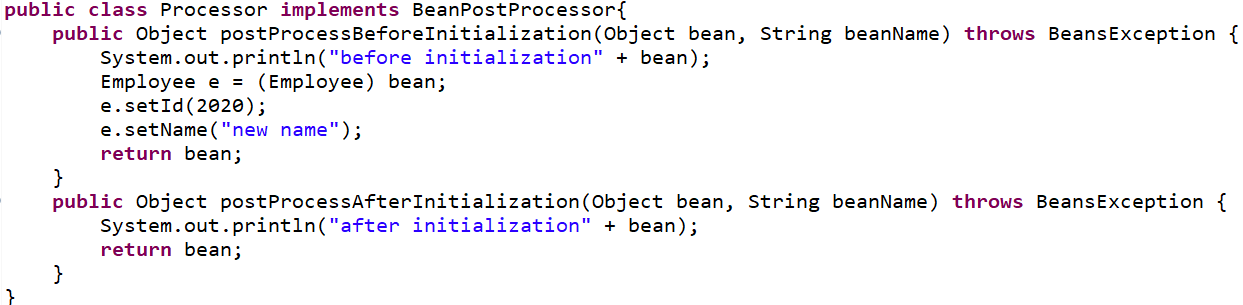 public class Processor implements BeanPostProcessor{
    public Object postProcessBeforeInitialization(Object bean, String beanName) throws BeansException {
        System.out.println("before initialization" + bean);
        Employee e = (Employee) bean;
        e.setId(2020);
        e.setName("new name");
        return bean;
    }
    public Object postProcessAfterInitialization(Object bean, String beanName) throws BeansException {
        System.out.println("after initialization" + bean);
        return bean;
    }
}